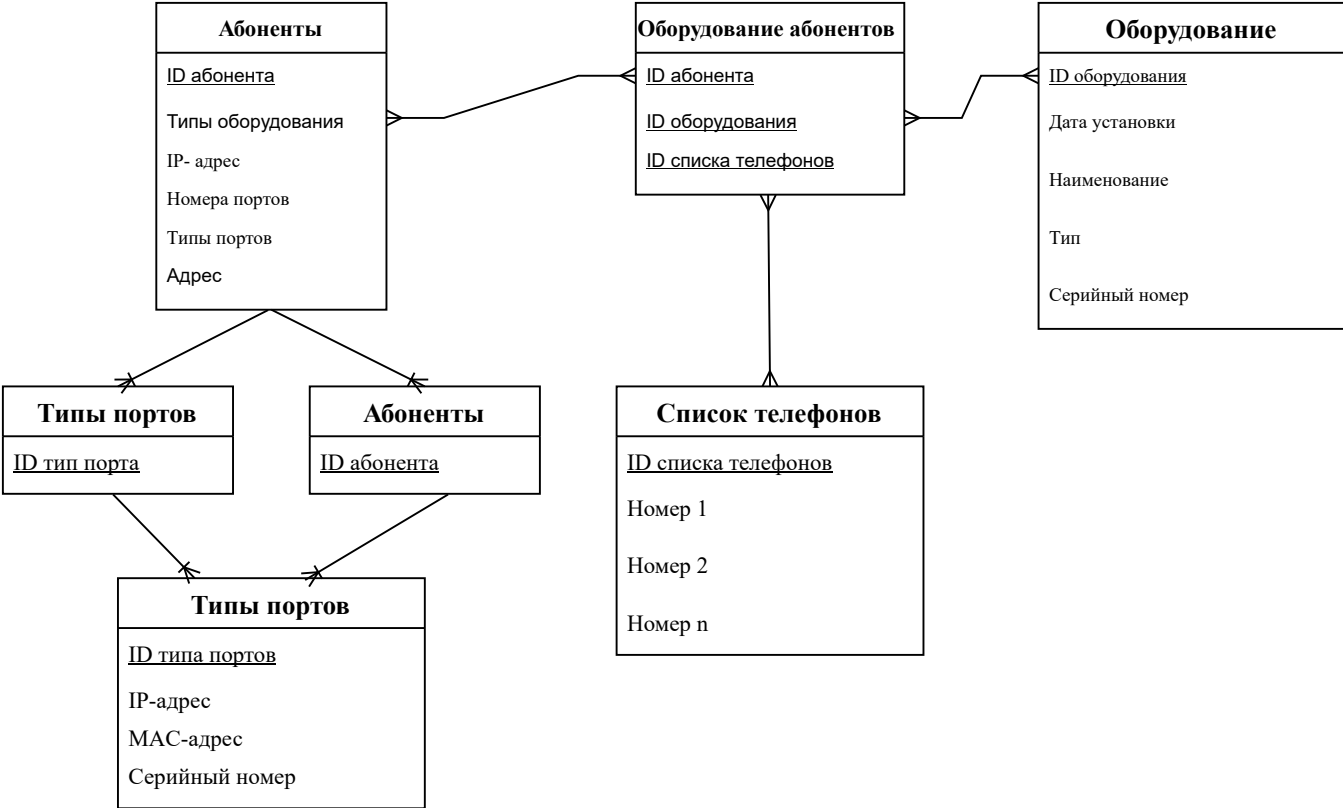 Абоненты
ID абонента
Типы оборудования
IP- адрес
Номера портов
Типы портов
Адрес
Оборудование абонентов
ID абонента
ID оборудования
ID списка телефонов
Оборудование
ID оборудования
Дата установки
Наименование
Тип
Серийный номер
Типы портов
ID тип порта
Абоненты
ID абонента
Список телефонов
ID списка телефонов
Номер 1
Номер 2
Номер n
Типы портов
ID типа портов
IP-адрес
MAC-адрес
Серийный номер